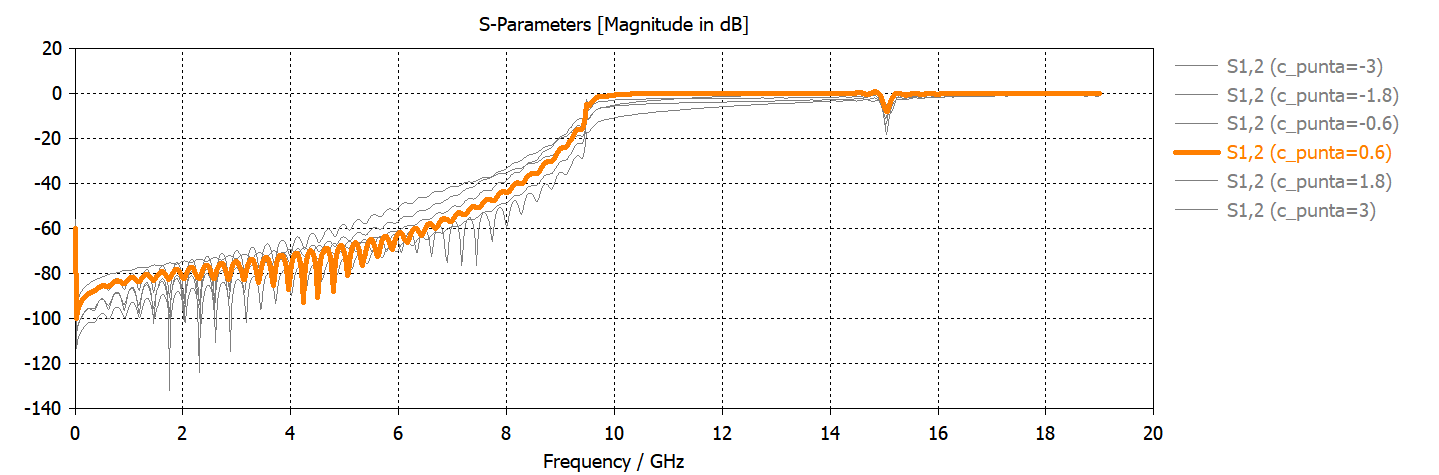 S-Parameters [Magnitude in dB]
20
0
-20
-40
-60
-80
-100
-120
-140
0 2 4 6 8 10 12 14 16 18 20
Frequency / GHz
S1,2 (c_punta=-3)
S1,2 (c_punta=-1.8)
S1,2 (c_punta=-0.6)
S1,2 (c_punta=0.6)
S1,2 (c_punta=1.8)
S1,2 (c_punta=3)